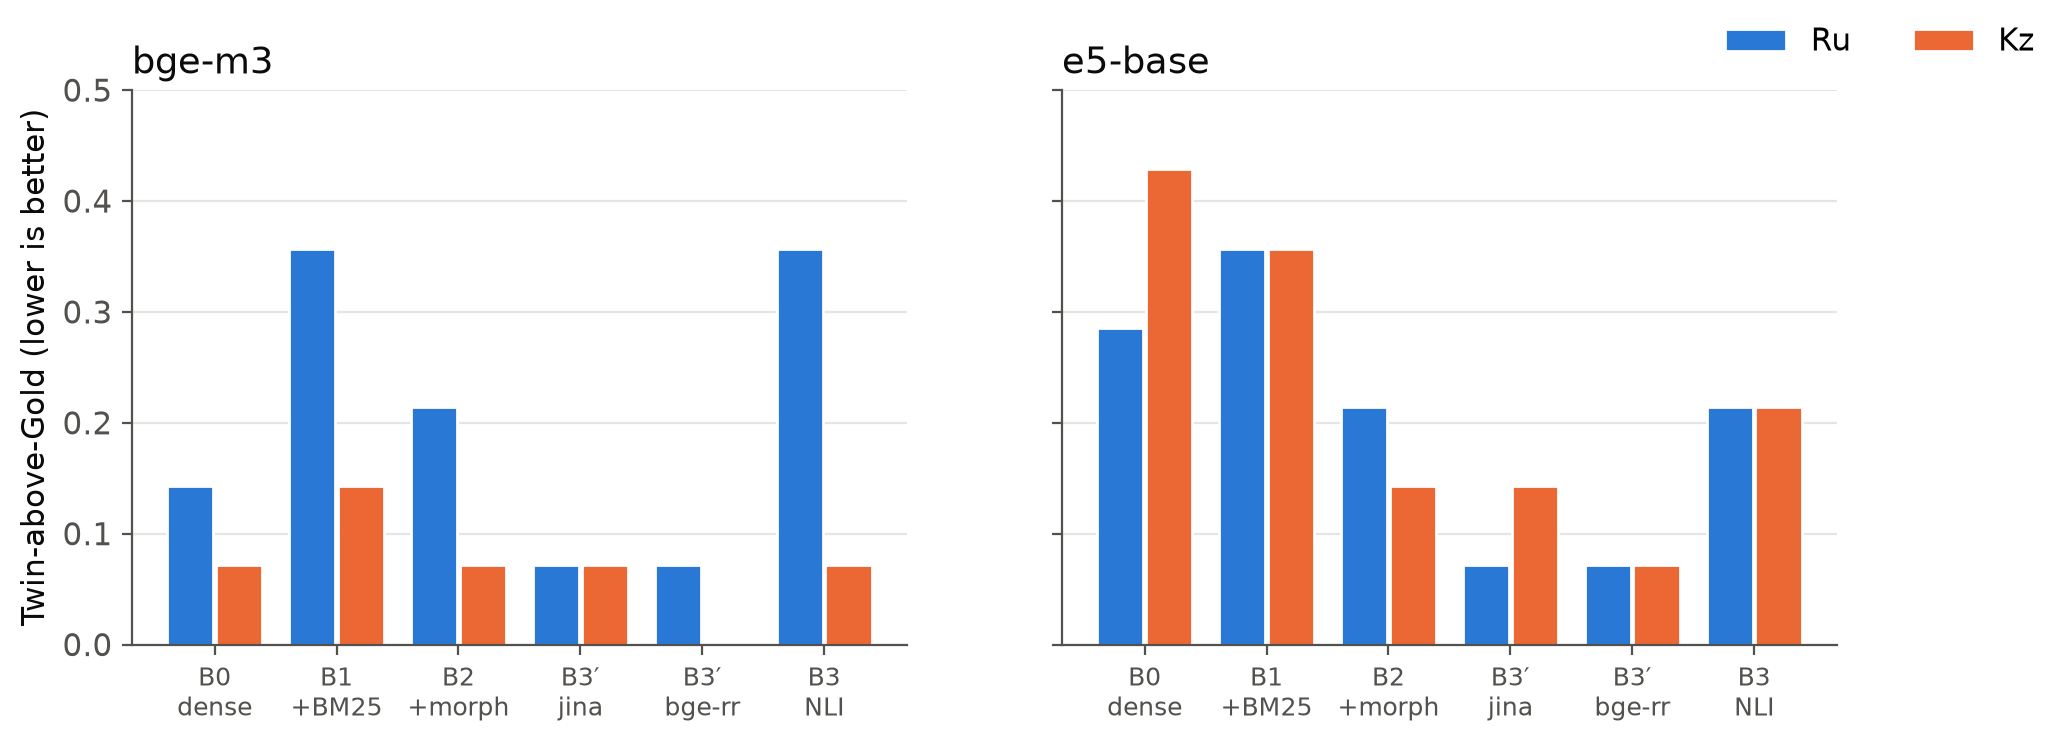 Ru Kz
bge-m3 e5-base
Twin-above-Gold (lower is better)
0.5
0.4
0.3
0.2
0.1
0.0
B0 B1 B2 B3′ B3′ B3 B0 B1 B2 B3′ B3′ B3
dense +BM25 +morph jina bge-rr NLI dense +BM25 +morph jina bge-rr NLI